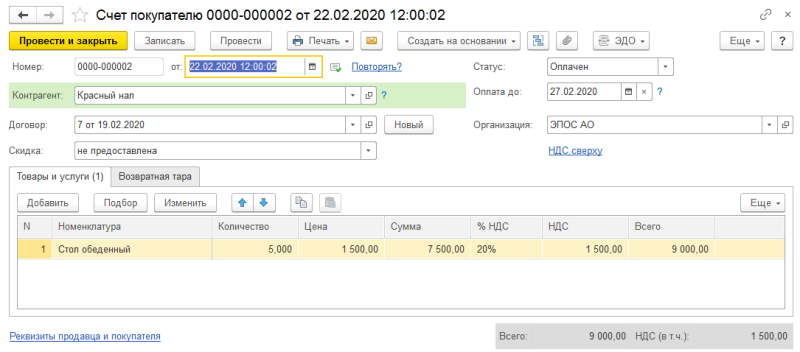 Счет покупателю 0000-000002 от 22.02.2020 12:00:02
Провести и закрыть Записать Провести Печать Создать на основании ЭДО Еще ?
Номер: 0000-000002 от: 22.02.2020 12:00:02 Повторять? Статус: Оплачен
Контрагент: Красный нап ? Оплата до: 27.02.2020 ?
Договор: 7 от 19.02.2020 Новый Организация: ЭПОС АО
Скидка: не предоставлена НДС сверху
Товары и услуги (1) Возвратная тара
Добавить Подбор Изменить Еще
N Номенклатура Количество Цена Сумма % НДС НДС Всего
1 Стол обеденный 5,000 1 500,00 7 500,00 20% 1 500,00 9 000,00
Реквизиты продавца и покупателя Всего: 9 000,00 НДС (в т.ч.): 1 500,00